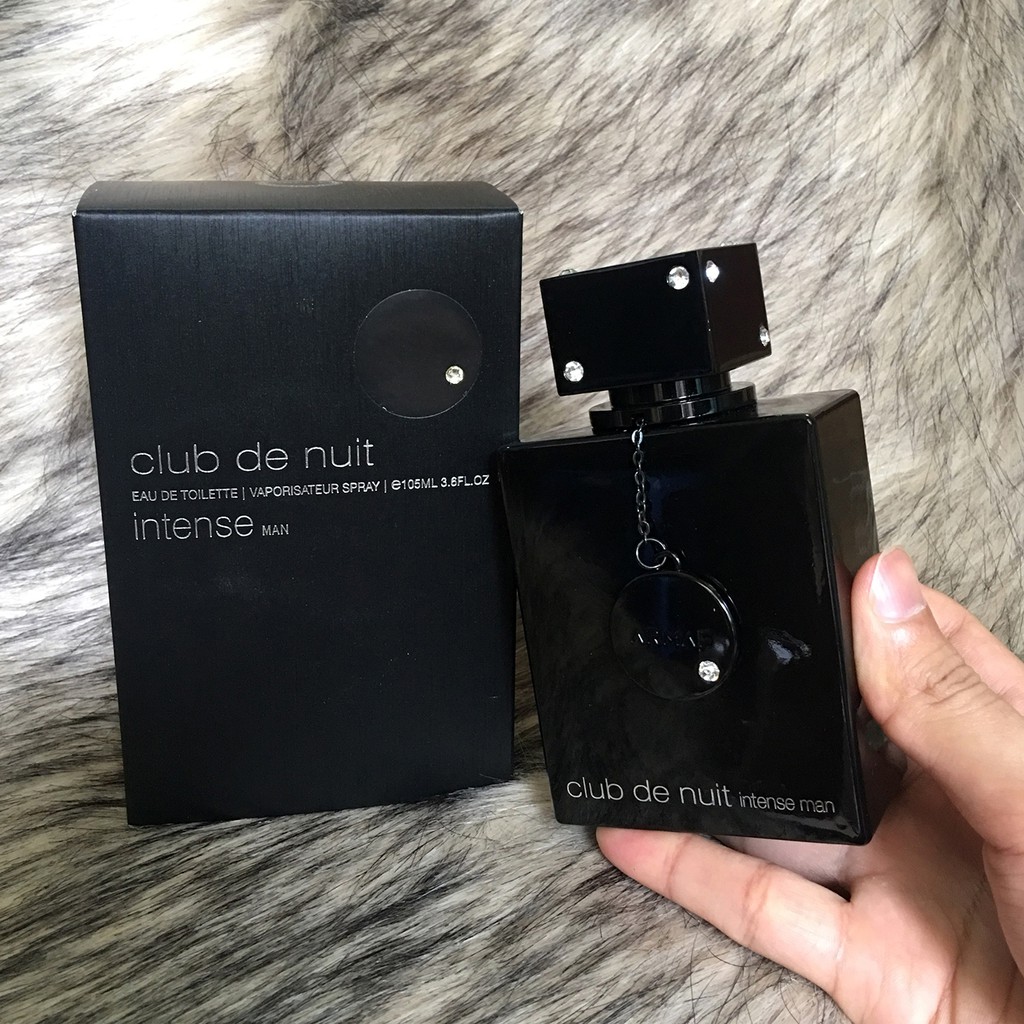 club de nuit
EAU DE TOILETTE | VAPORISATEUR SPRAY | ℮105ML 3.6FL.OZ
intense MAN
ARMAF
club de nuit intense man